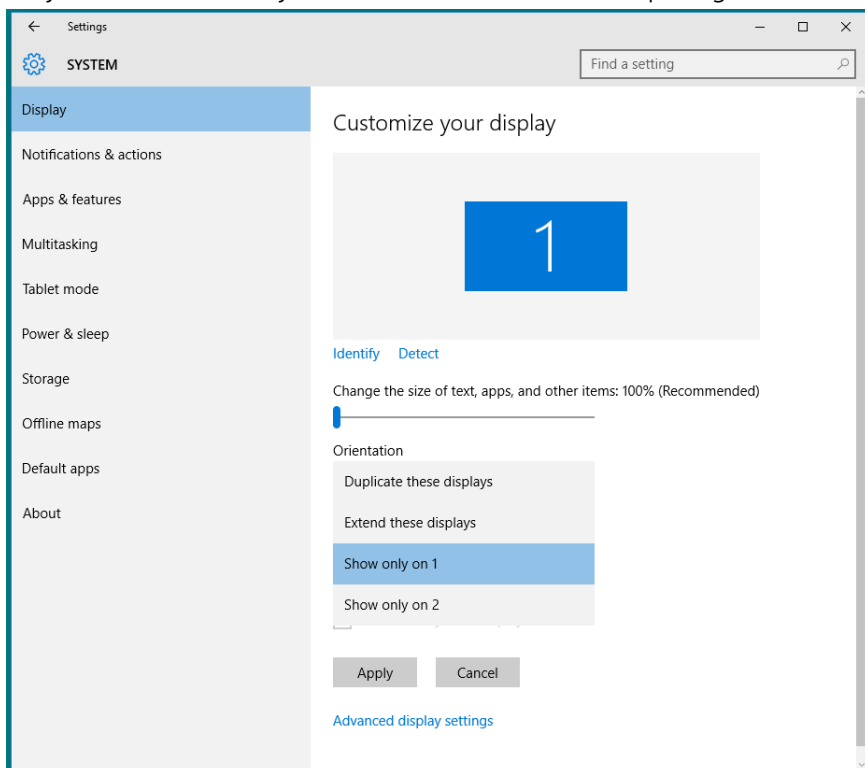 Settings
SYSTEM
Find a setting
Display
Customize your display
Notifications & actions
Apps & features
Multitasking
Tablet mode
Power & sleep
Storage
Offline maps
Default apps
About
1
Identify Detect
Change the size of text, apps, and other items: 100% (Recommended)
Orientation
Duplicate these displays
Extend these displays
Show only on 1
Show only on 2
Apply Cancel
Advanced display settings